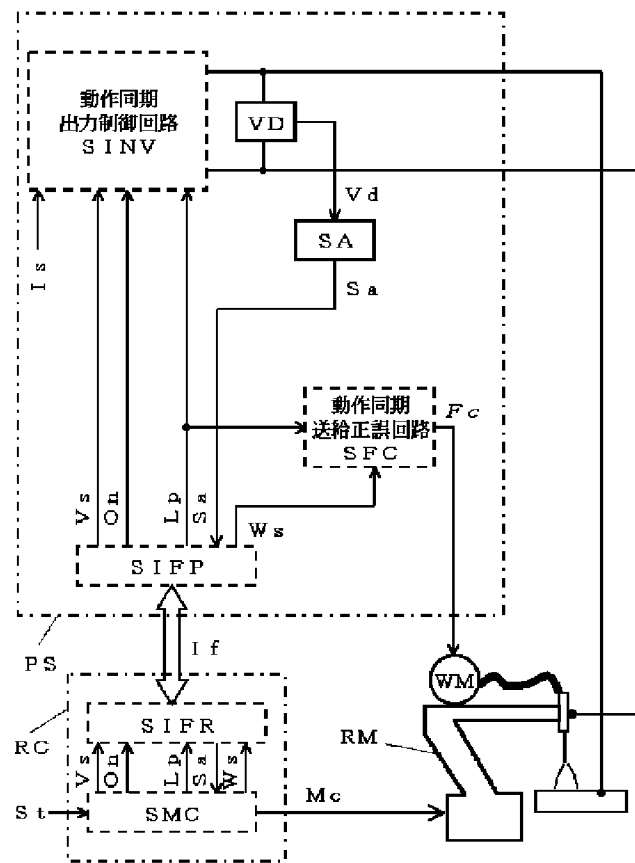 動作同期
出力制御回路
SINV
VD
Vd
SA
Sa
Is
動作同期
送給正誤回路
SFC
Fc
Vs
On
Lp
Sa
Ws
SIFP
PS
If
WM
SIFR
RC
RM
Vs
On
Lp
Sa
Ws
St
SMC
Mc